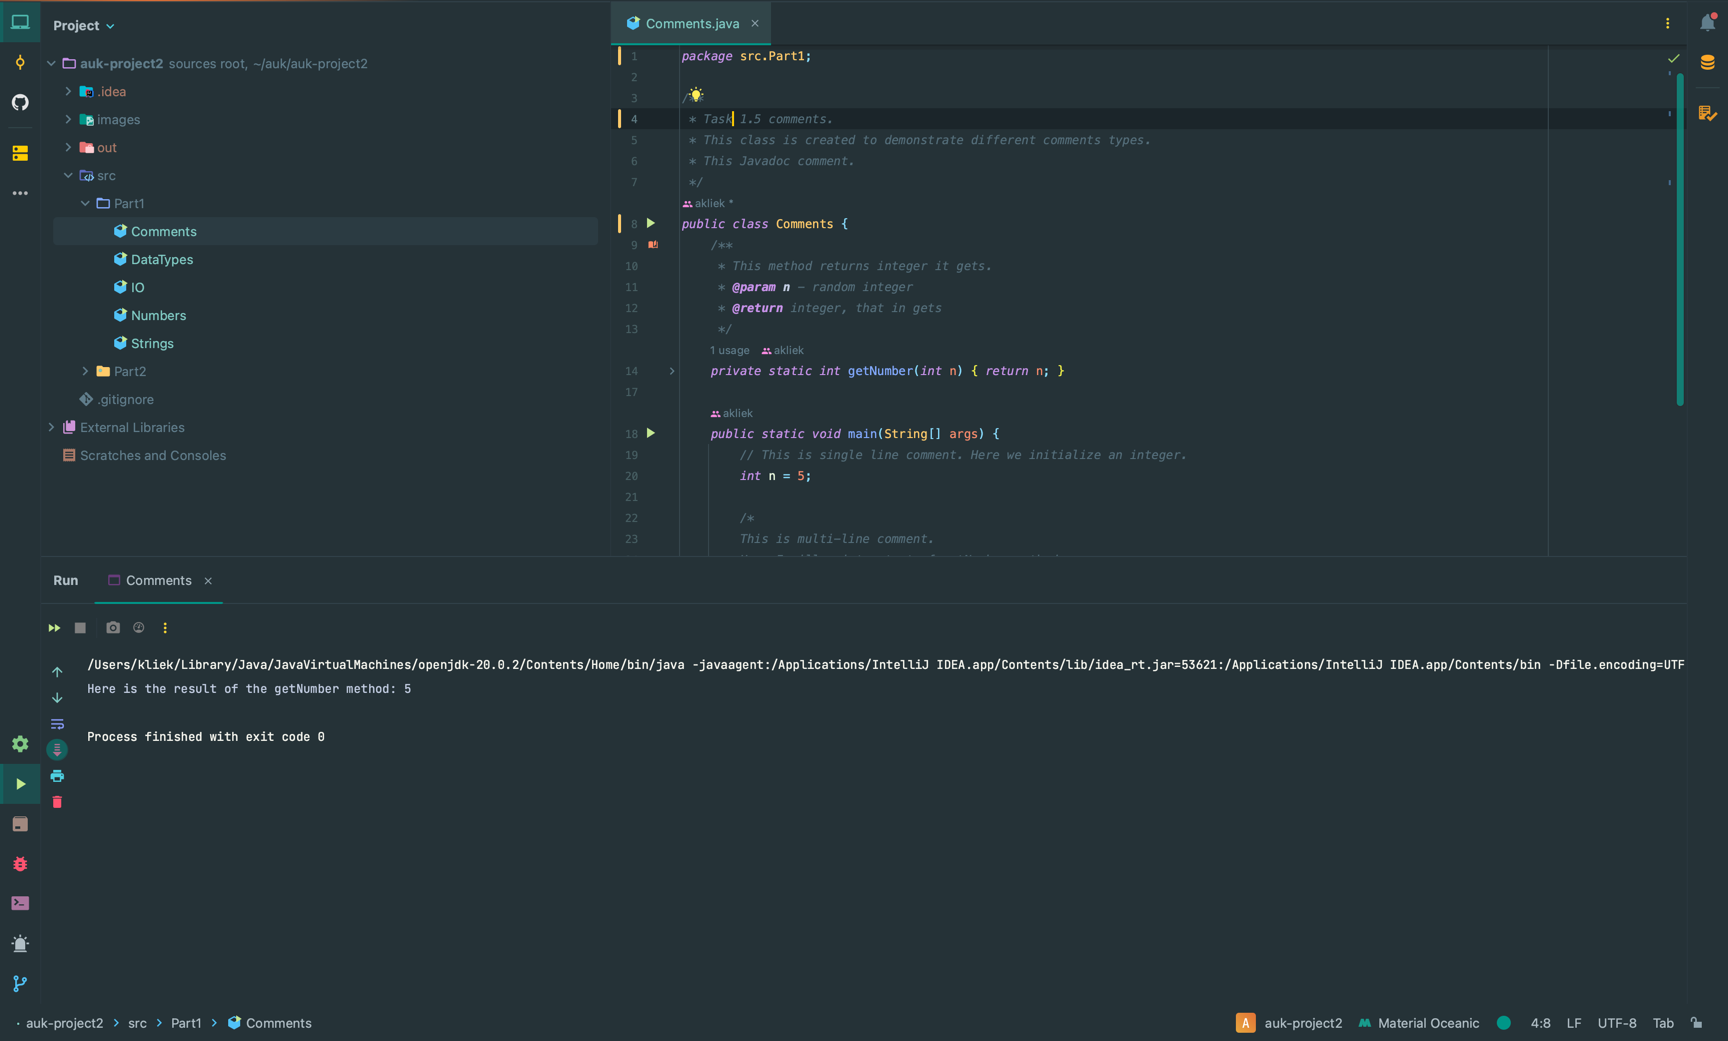 Project
auk-project2 sources root, ~/auk/auk-project2
.idea
images
out
src
Part1
Comments
DataTypes
IO
Numbers
Strings
Part2
.gitignore
External Libraries
Scratches and Consoles
Comments.java
1 package src.Part1;
2
3 /**
4 * Task 1.5 comments.
5 * This class is created to demonstrate different comments types.
6 * This Javadoc comment.
7 */
akliek *
8 public class Comments {
9 /**
10 * This method returns integer it gets.
11 * @param n - random integer
12 * @return integer, that in gets
13 */
1 usage akliek
14 private static int getNumber(int n) { return n; }
17
akliek
18 public static void main(String[] args) {
19 // This is single line comment. Here we initialize an integer.
20 int n = 5;
21
22 /*
23 This is multi-line comment.
Run Comments
/Users/kliek/Library/Java/JavaVirtualMachines/openjdk-20.0.2/Contents/Home/bin/java -javaagent:/Applications/IntelliJ IDEA.app/Contents/lib/idea_rt.jar=53621:/Applications/IntelliJ IDEA.app/Contents/bin -Dfile.encoding=UTF
Here is the result of the getNumber method: 5
Process finished with exit code 0
auk-project2 > src > Part1 > Comments
A auk-project2 Material Oceanic 4:8 LF UTF-8 Tab